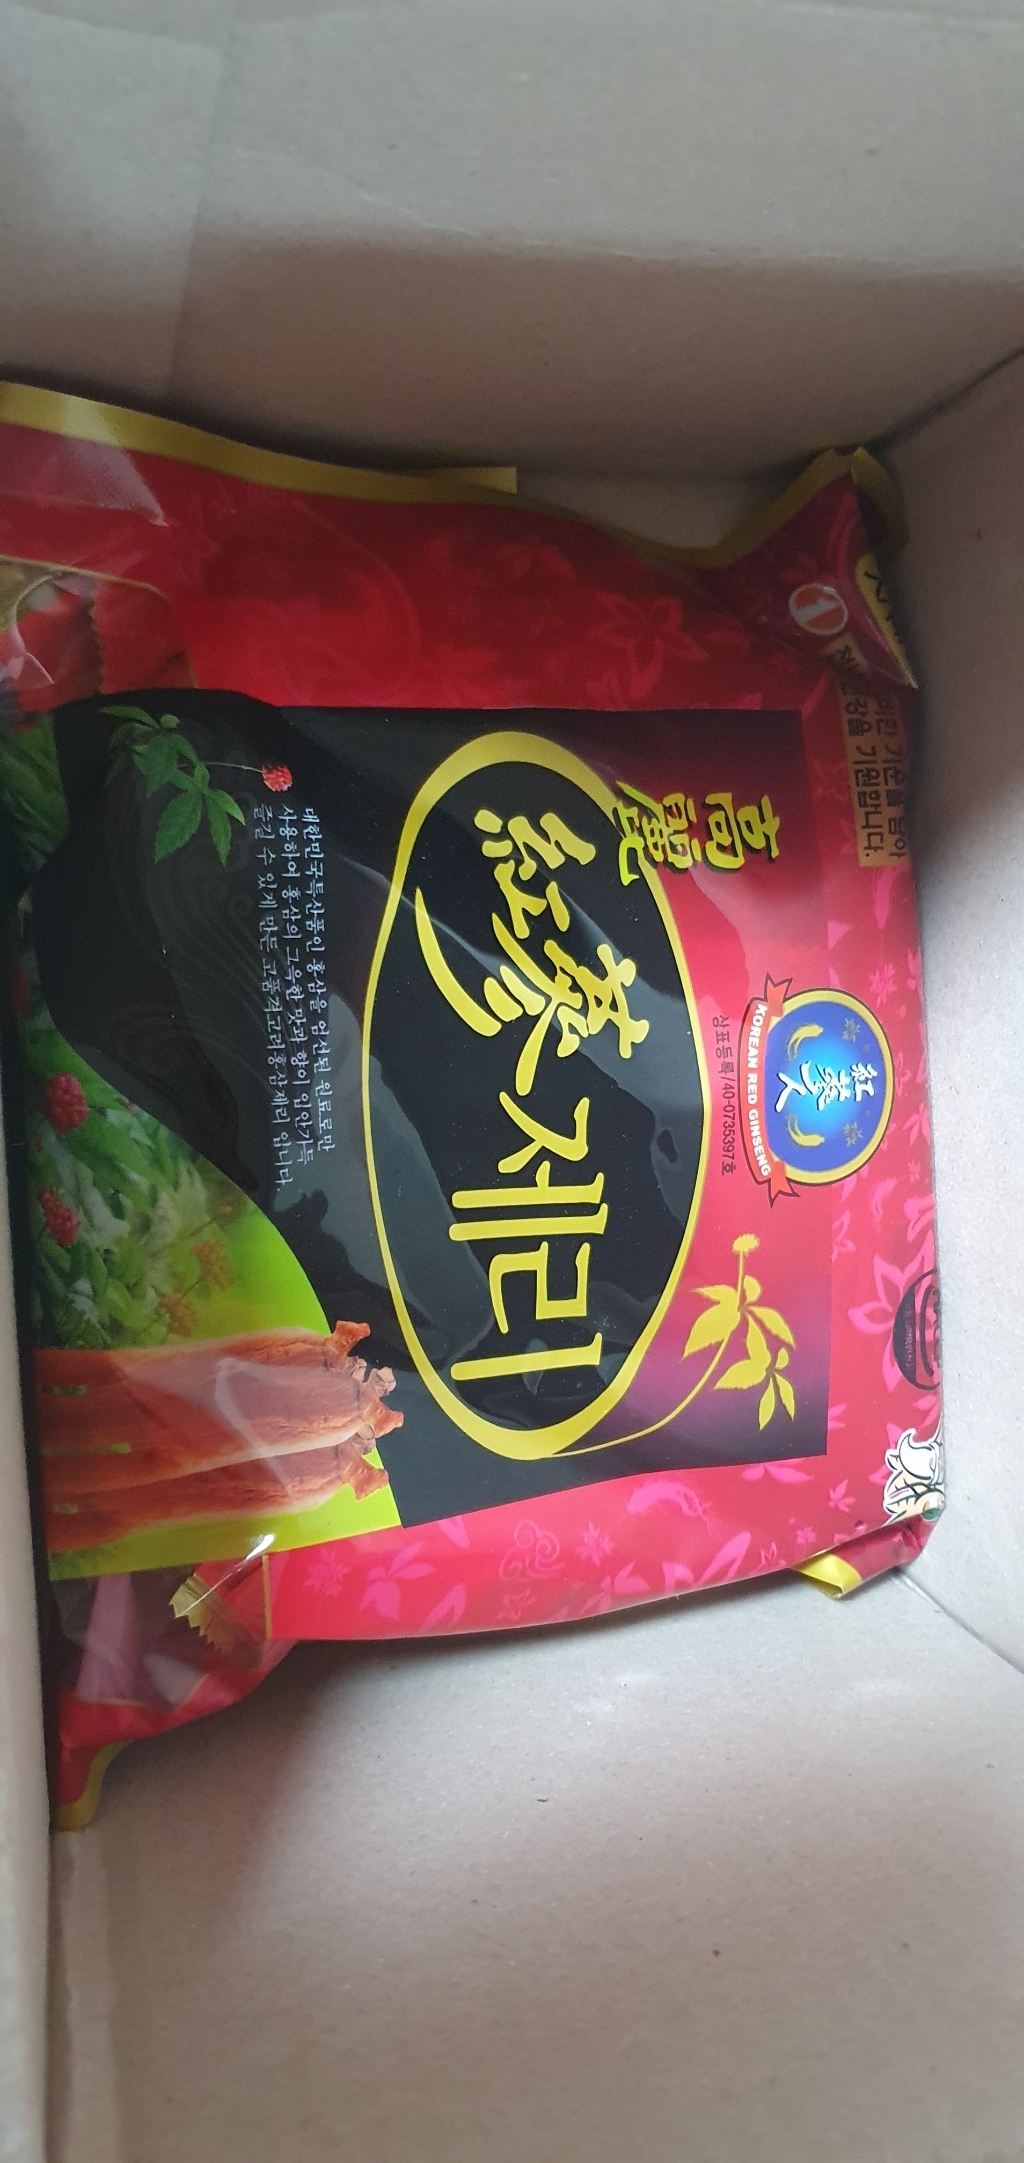 기원합니다.
紅蔘人
KOREAN RED GINSENG
상표등록/40-0735397호
高麗
紅蔘제리
대한민국특산품인 홍삼을 엄선된 원료로만
사용하여 홍삼의 그윽한 맛과 향이 입안가득
즐길 수 있게 만든 고품격고려홍삼제리 입니다.